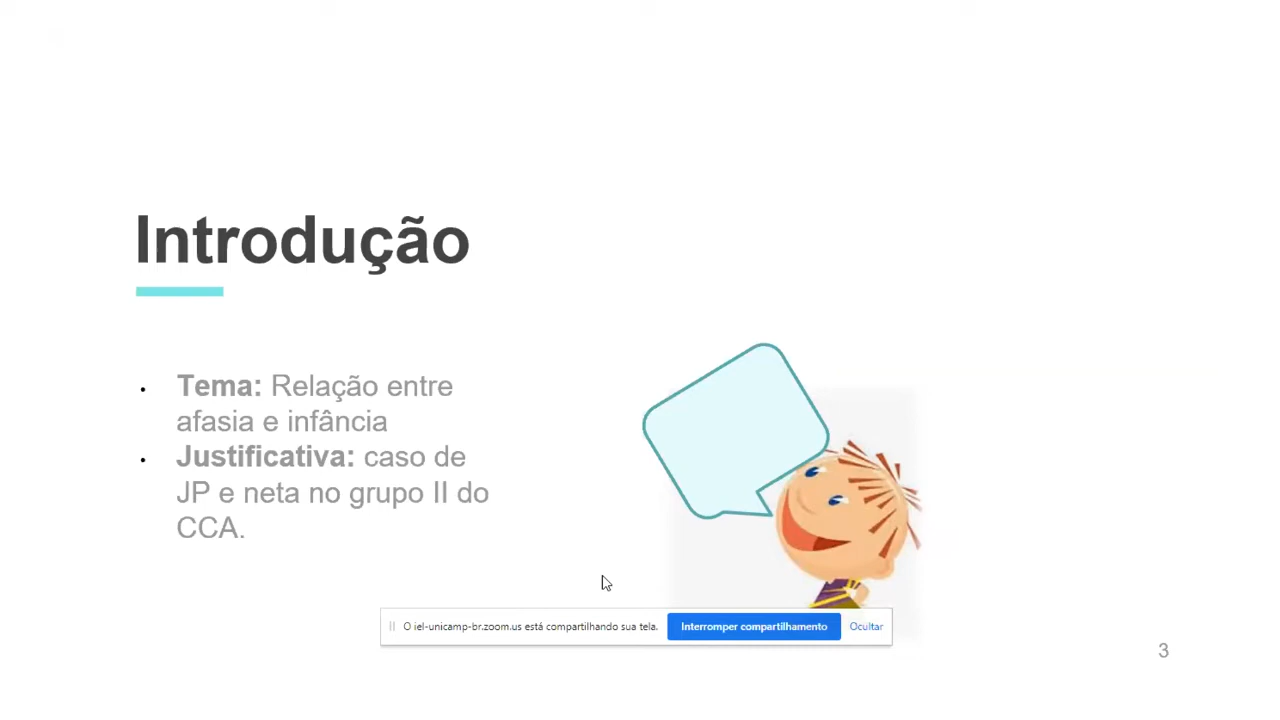 Introdução
• Tema: Relação entre
afasia e infância
• Justificativa: caso de
JP e neta no grupo II do
CCA.
O iel-unicamp-br.zoom.us está compartilhando sua tela. Interromper compartilhamento Ocultar
3